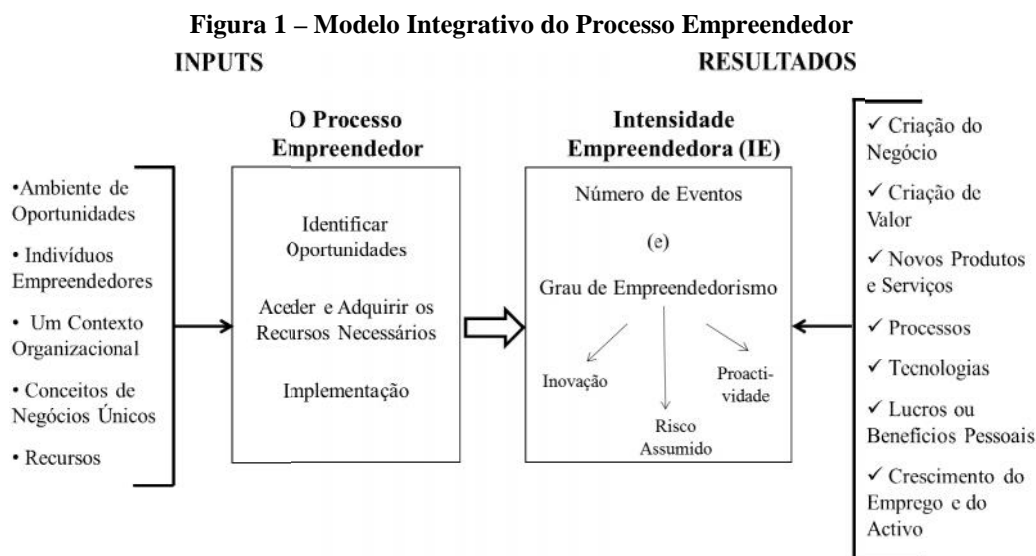 Figura 1 – Modelo Integrativo do Processo Empreendedor
INPUTS
RESULTADOS
•Ambiente de
Oportunidades
• Indivíduos
Empreendedores
• Um Contexto
Organizacional
• Conceitos de
Negócios Únicos
• Recursos
O Processo
Empreendedor
Identificar
Oportunidades
Aceder e Adquirir os
Recursos Necessários
Implementação
Intensidade
Empreendedora (IE)
Número de Eventos
(e)
Grau de Empreendedorismo
Inovação
Risco
Assumido
Proacti-
vidade
✓ Criação do
Negócio
✓ Criação de
Valor
✓ Novos Produtos
e Serviços
✓ Processos
✓ Tecnologias
✓ Lucros ou
Benefícios Pessoais
✓ Crescimento do
Emprego e do
Activo